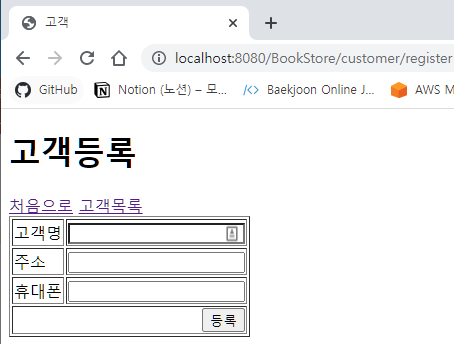 고객
localhost:8080/BookStore/customer/register
GitHub Notion (노션) – 모... Baekjoon Online J... AWS M
고객등록
처음으로 고객목록
고객명
주소
휴대폰
등록